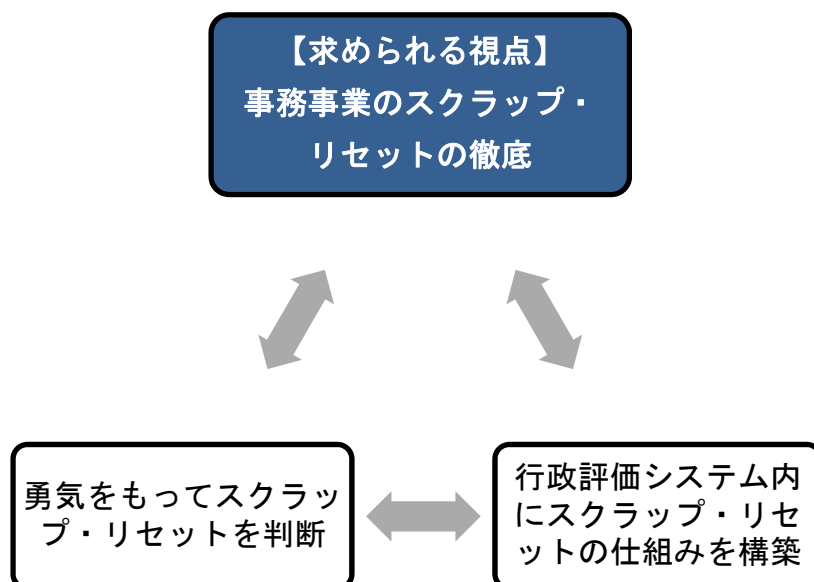 【求められる視点】
事務事業のスクラップ・
リセットの徹底
勇気をもってスクラッ
プ・リセットを判断
行政評価システム内
にスクラップ・リセ
ットの仕組みを構築